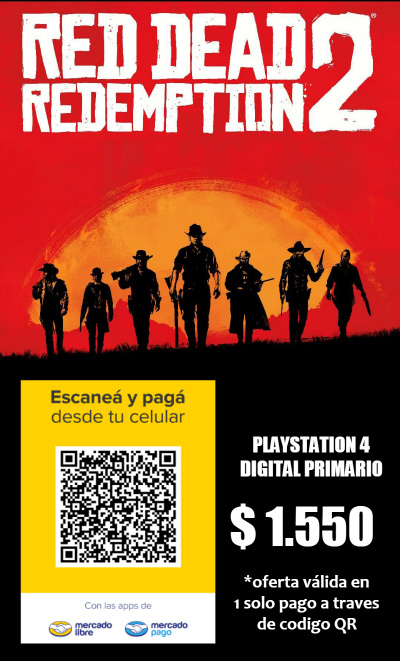 RED DEAD
REDEMPTION 2
Escaneá y pagá
desde tu celular
Con las apps de
mercado
libre
mercado
pago
PLAYSTATION 4
DIGITAL PRIMARIO
$ 1.550
*oferta válida en
1 solo pago a traves
de codigo QR